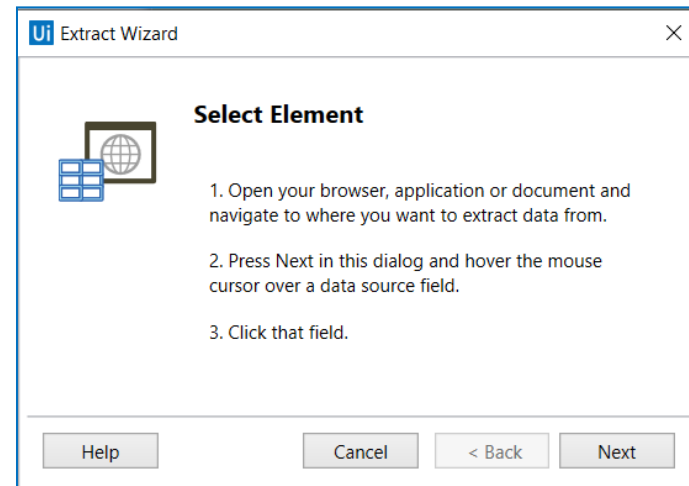 Ui Extract Wizard
Select Element
1. Open your browser, application or document and
navigate to where you want to extract data from.
2. Press Next in this dialog and hover the mouse
cursor over a data source field.
3. Click that field.
Help Cancel < Back Next